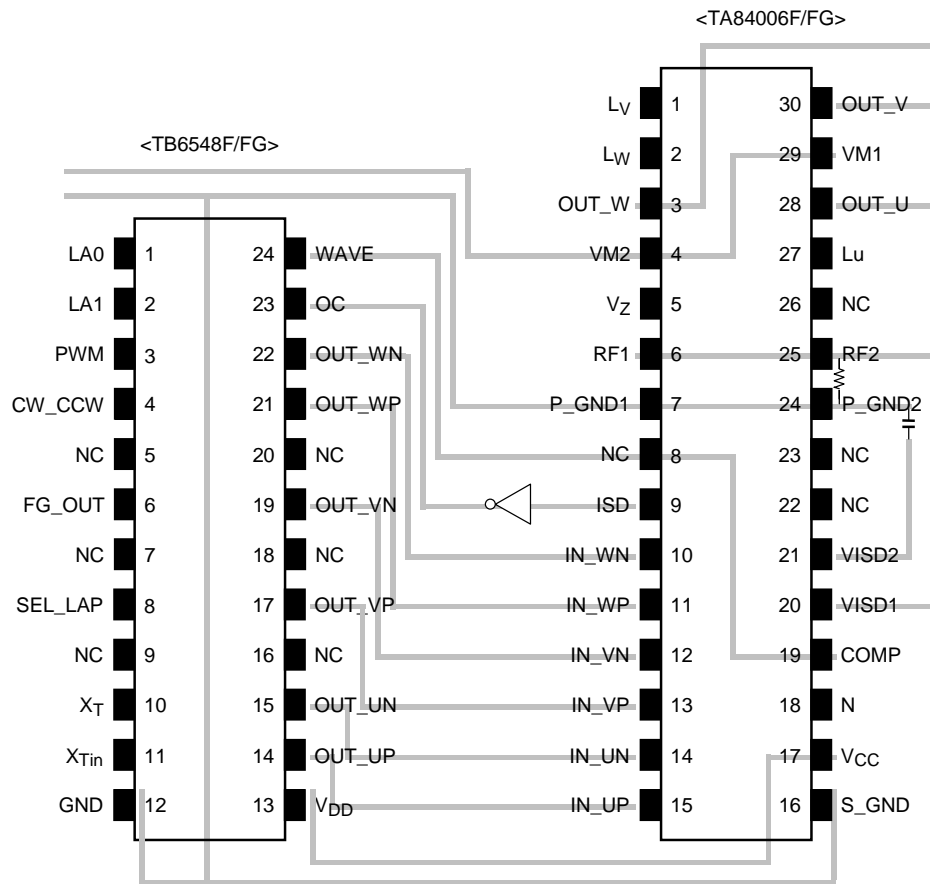 <TA84006F/FG>
<TB6548F/FG>
LA0 1 24 WAVE
LA1 2 23 OC
PWM 3 22 OUT_WN
CW_CCW 4 21 OUT_WP
NC 5 20 NC
FG_OUT 6 19 OUT_VN
NC 7 18 NC
SEL_LAP 8 17 OUT_VP
NC 9 16 NC
XT 10 15 OUT_UN
XTin 11 14 OUT_UP
GND 12 13 VDD
LV 1 30 OUT_V
LW 2 29 VM1
OUT_W 3 28 OUT_U
VM2 4 27 Lu
VZ 5 26 NC
RF1 6 25 RF2
P_GND1 7 24 P_GND2
NC 8 23 NC
ISD 9 22 NC
IN_WN 10 21 VISD2
IN_WP 11 20 VISD1
IN_VN 12 19 COMP
IN_VP 13 18 N
IN_UN 14 17 VCC
IN_UP 15 16 S_GND